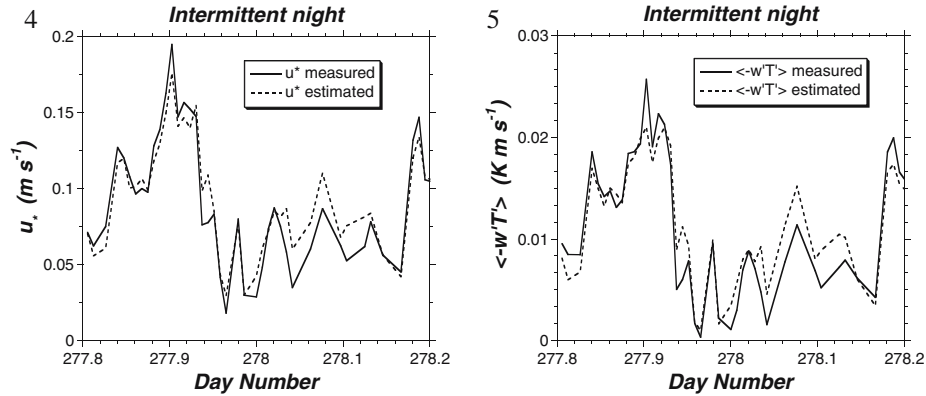 4
Intermittent night
0.2
0.15
0.1
0.05
0
u* (m s-1)
u* measured
u* estimated
277.8
277.9
278
278.1
278.2
Day Number
5
Intermittent night
0.03
0.02
0.01
0
<-w'T'> (K m s-1)
<-w'T'> measured
<-w'T'> estimated
277.8
277.9
278
278.1
278.2
Day Number